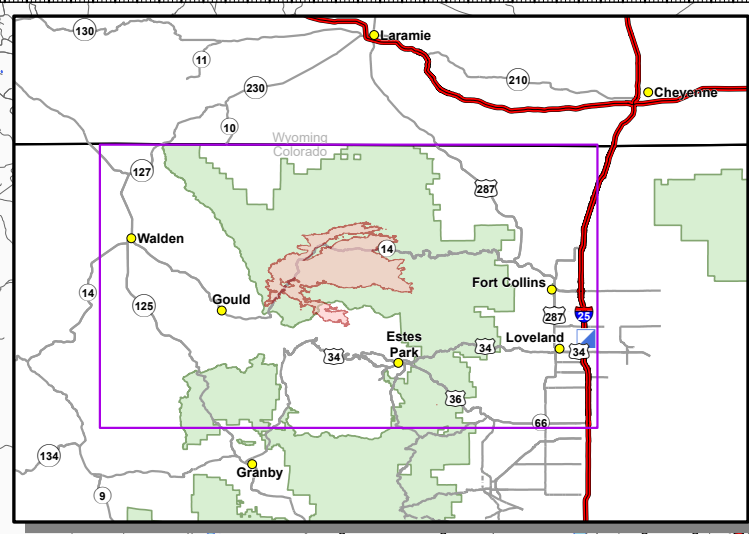 130
Laramie
11
210
230
Cheyenne
10
Wyoming
Colorado
127
287
Walden
14
Fort Collins
14
125
Gould
287
25
Estes
Park
Loveland
34
34
34
36
66
134
Granby
9